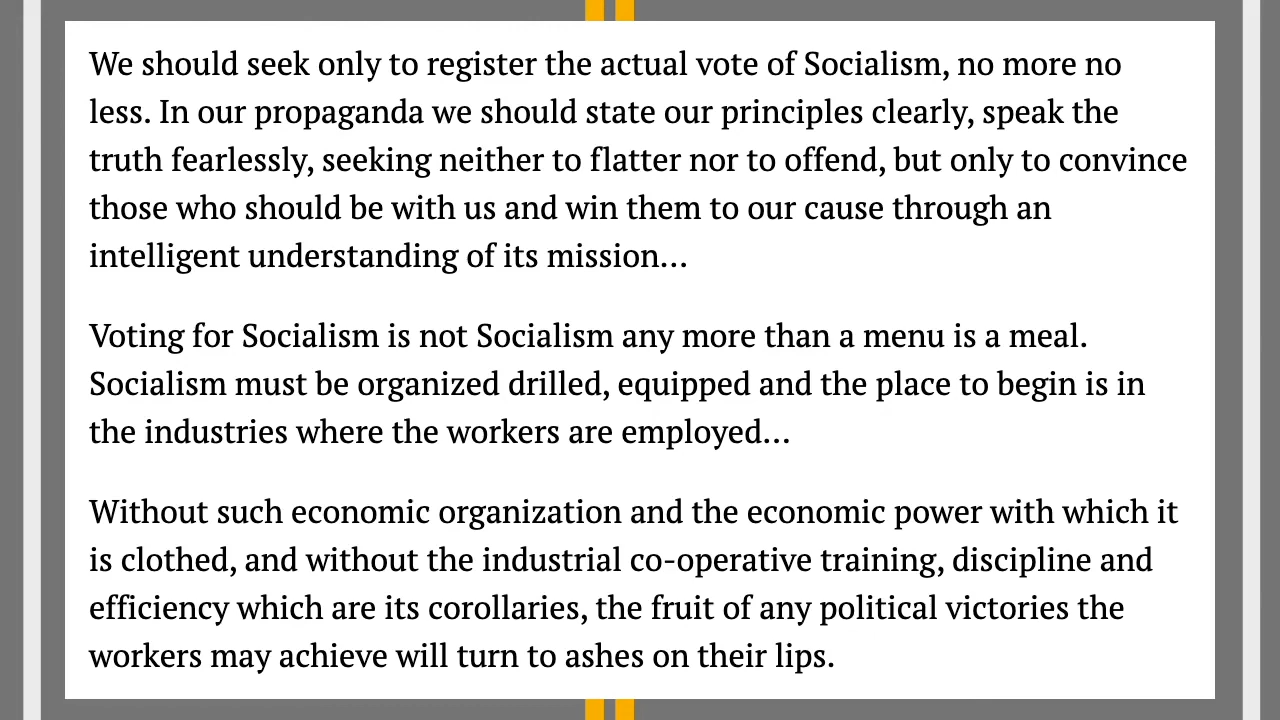 We should seek only to register the actual vote of Socialism, no more no
less. In our propaganda we should state our principles clearly, speak the
truth fearlessly, seeking neither to flatter nor to offend, but only to convince
those who should be with us and win them to our cause through an
intelligent understanding of its mission…
Voting for Socialism is not Socialism any more than a menu is a meal.
Socialism must be organized drilled, equipped and the place to begin is in
the industries where the workers are employed…
Without such economic organization and the economic power with which it
is clothed, and without the industrial co-operative training, discipline and
efficiency which are its corollaries, the fruit of any political victories the
workers may achieve will turn to ashes on their lips.